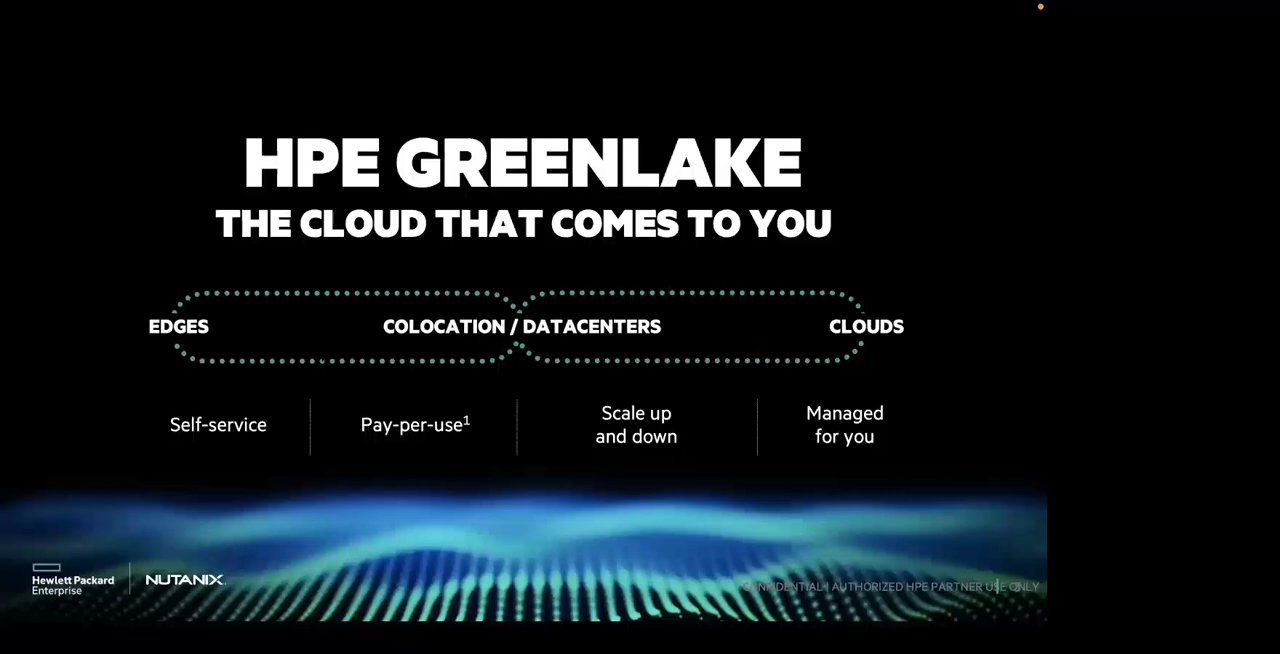 HPE GREENLAKE
THE CLOUD THAT COMES TO YOU
EDGES
COLOCATION / DATACENTERS
CLOUDS
Self-service
Pay-per-use¹
Scale up
and down
Managed
for you
Hewlett Packard
Enterprise
NUTANIX
CONFIDENTIAL | AUTHORIZED HPE PARTNER USE ONLY